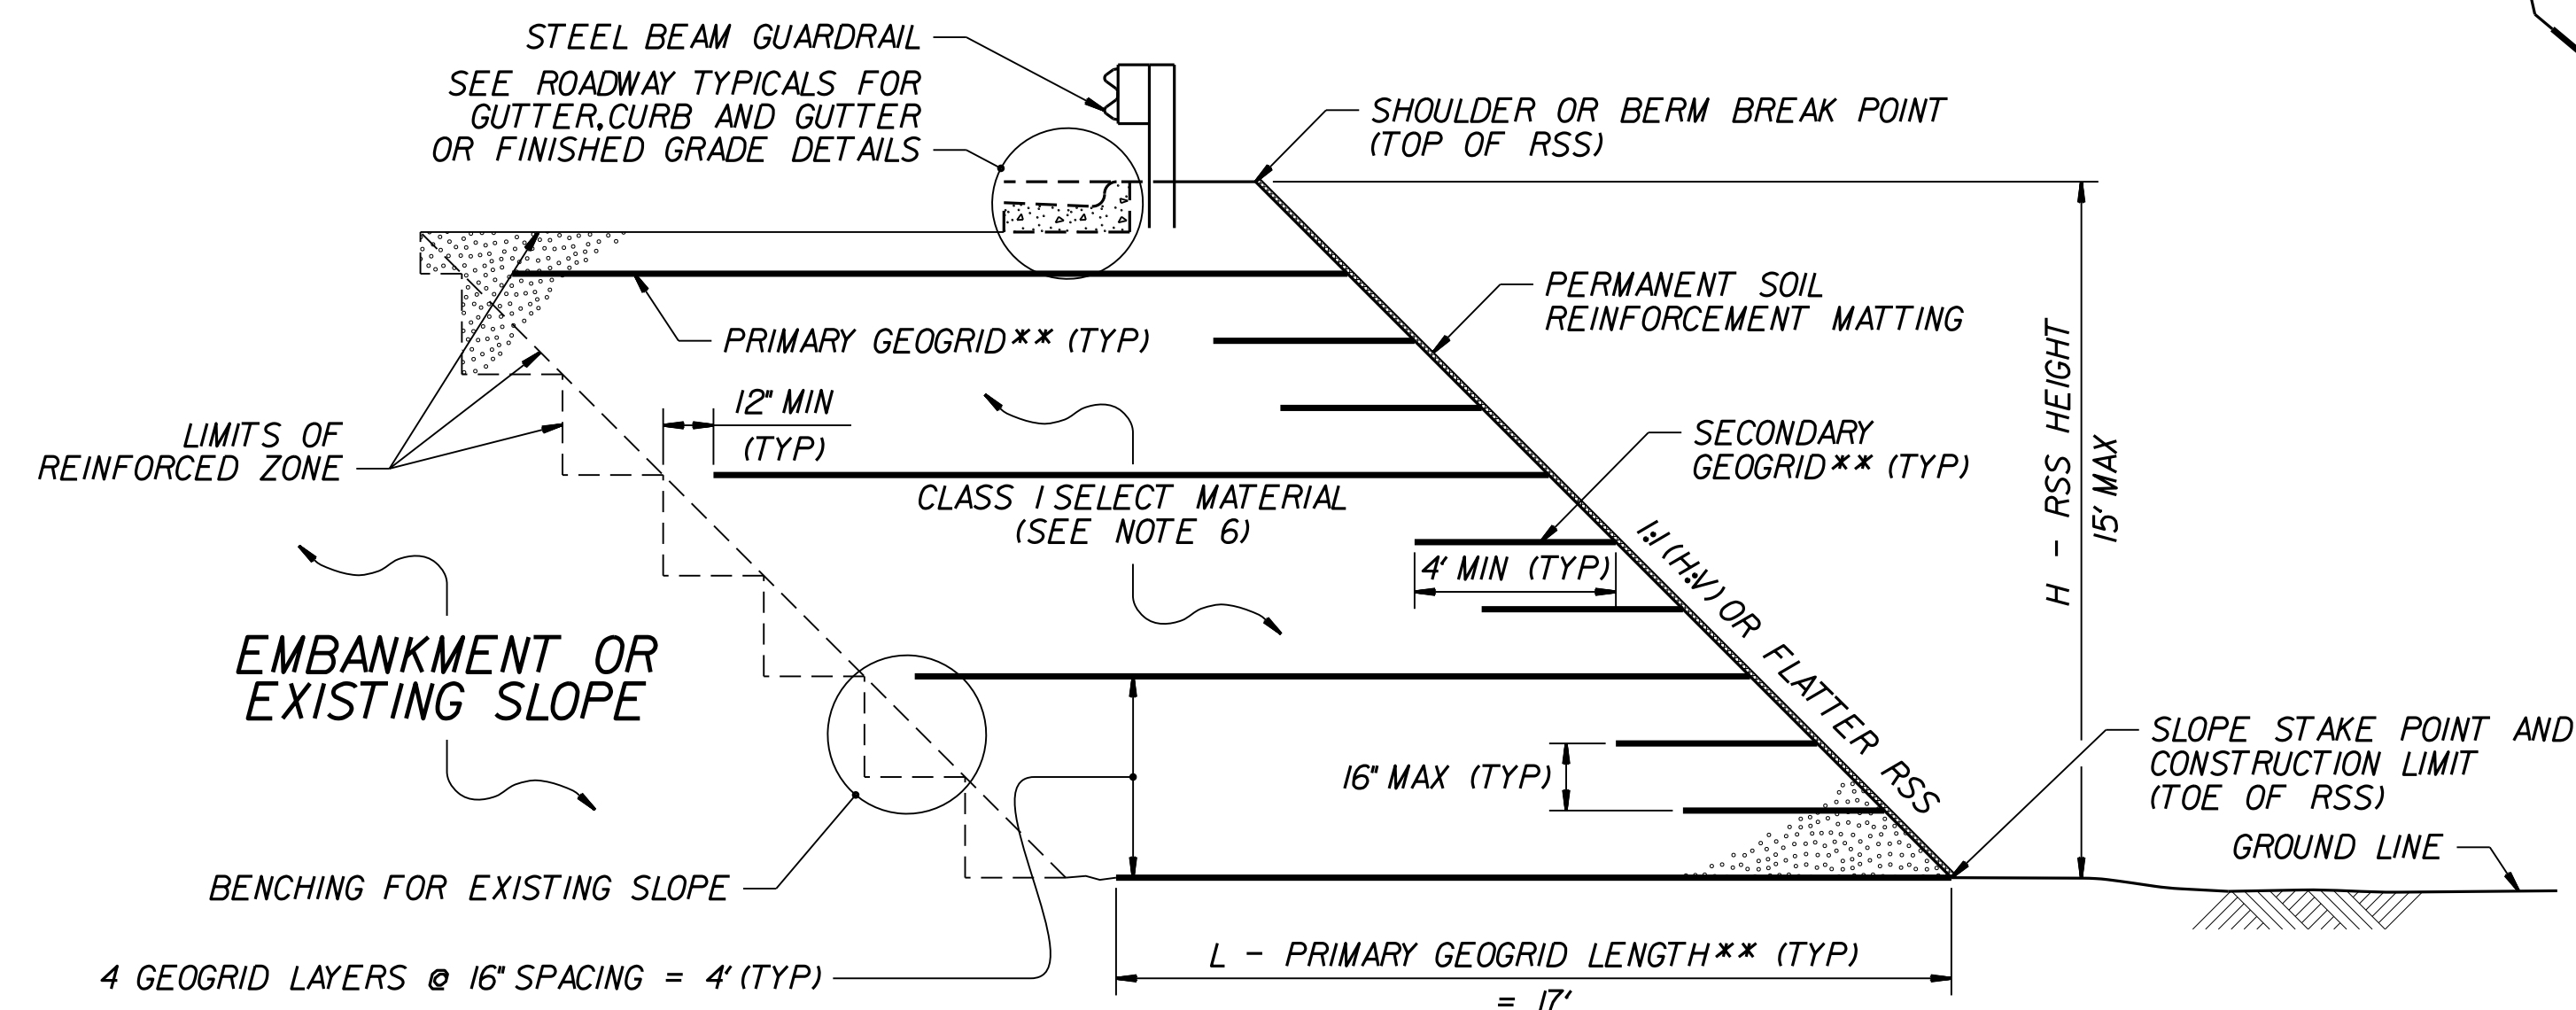 STEEL BEAM GUARDRAIL
SEE ROADWAY TYPICALS FOR
GUTTER, CURB AND GUTTER
OR FINISHED GRADE DETAILS
SHOULDER OR BERM BREAK POINT
(TOP OF RSS)
PERMANENT SOIL
REINFORCEMENT MATTING
PRIMARY GEOGRID** (TYP)
12" MIN
(TYP)
LIMITS OF
REINFORCED ZONE
SECONDARY
GEOGRID** (TYP)
H - RSS HEIGHT
15' MAX
CLASS I SELECT MATERIAL
(SEE NOTE 6)
4' MIN (TYP)
1:1 (H:V) OR FLATTER RSS
EMBANKMENT OR
EXISTING SLOPE
16" MAX (TYP)
SLOPE STAKE POINT AND
CONSTRUCTION LIMIT
(TOE OF RSS)
GROUND LINE
BENCHING FOR EXISTING SLOPE
4 GEOGRID LAYERS @ 16" SPACING = 4' (TYP)
L - PRIMARY GEOGRID LENGTH** (TYP)
= 17'